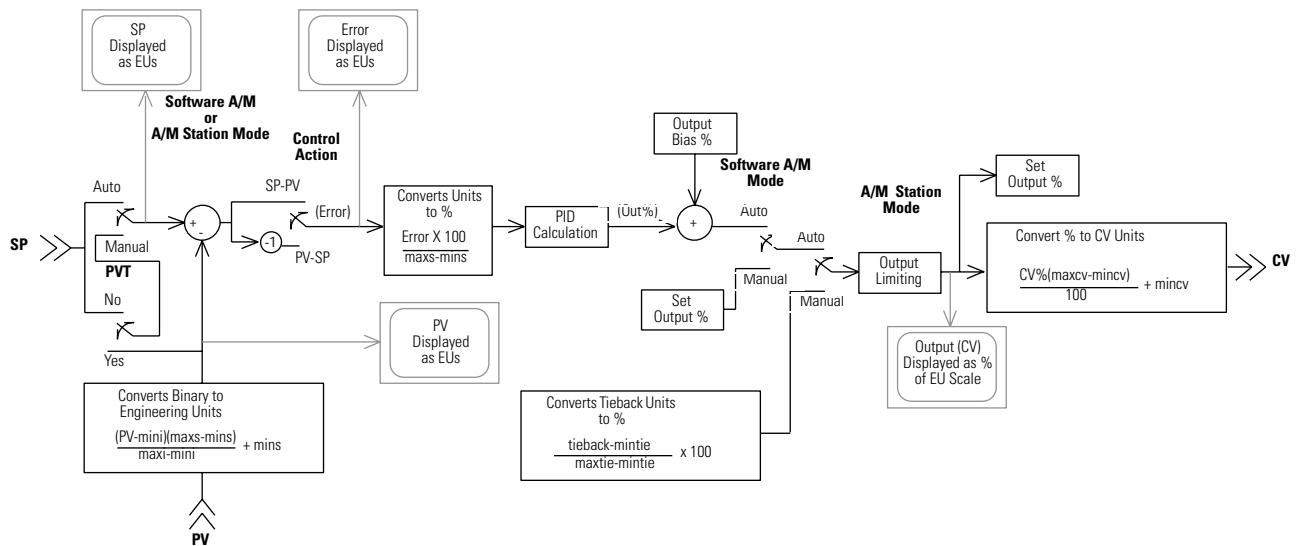 SP
Displayed
as EUs
Error
Displayed
as EUs
Software A/M
or
A/M Station Mode
Control
Action
Output
Bias %
Software A/M
Mode
A/M Station
Mode
Set
Output %
Auto
SP-PV
(Error)
Converts Units
to %
Error X 100
maxs-mins
PID
Calculation
(Out%)
+
Auto
Auto
Convert % to CV Units
CV%(maxcv-mincv)
100
+ mincv
CV
+
-
SP
Manual
PVT
-1
PV-SP
Manual
Manual
Output
Limiting
Set
Output %
No
Yes
PV
Displayed
as EUs
Output (CV)
Displayed as %
of EU Scale
Converts Binary to
Engineering Units
(PV-mini)(maxs-mins)
maxi-mini
+ mins
Converts Tieback Units
to %
tieback-mintie
maxtie-mintie
x 100
PV